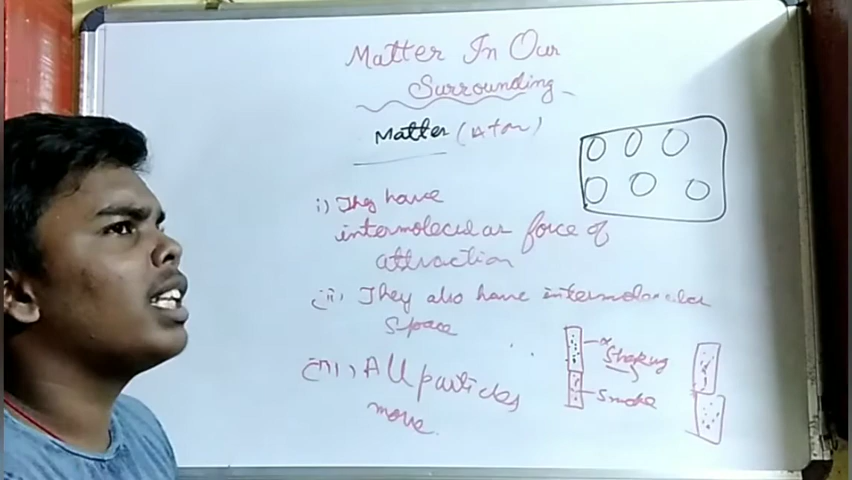 Matter In Our
Surrounding
Matter (Atom)
i) They have
intermolecular force of
attraction
ii) They also have intermolecular
space
iii) All particles
move.
Shaking
Smoke